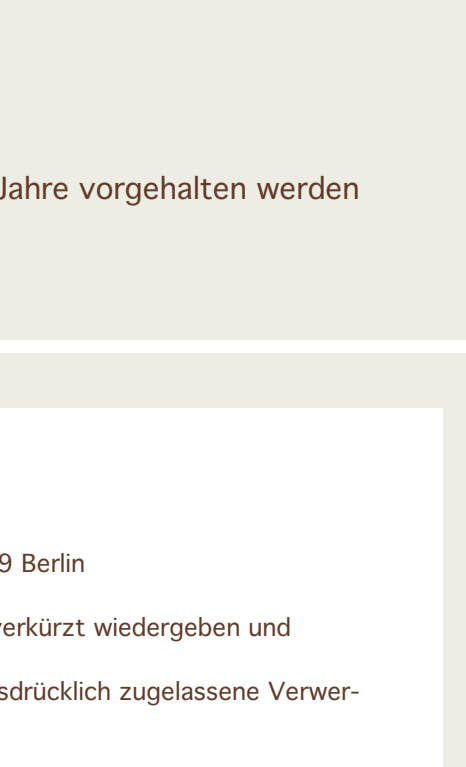 Jahre vorgehalten werden
9 Berlin
verkürzt wiedergeben und
sdrücklich zugelassene Verwer-